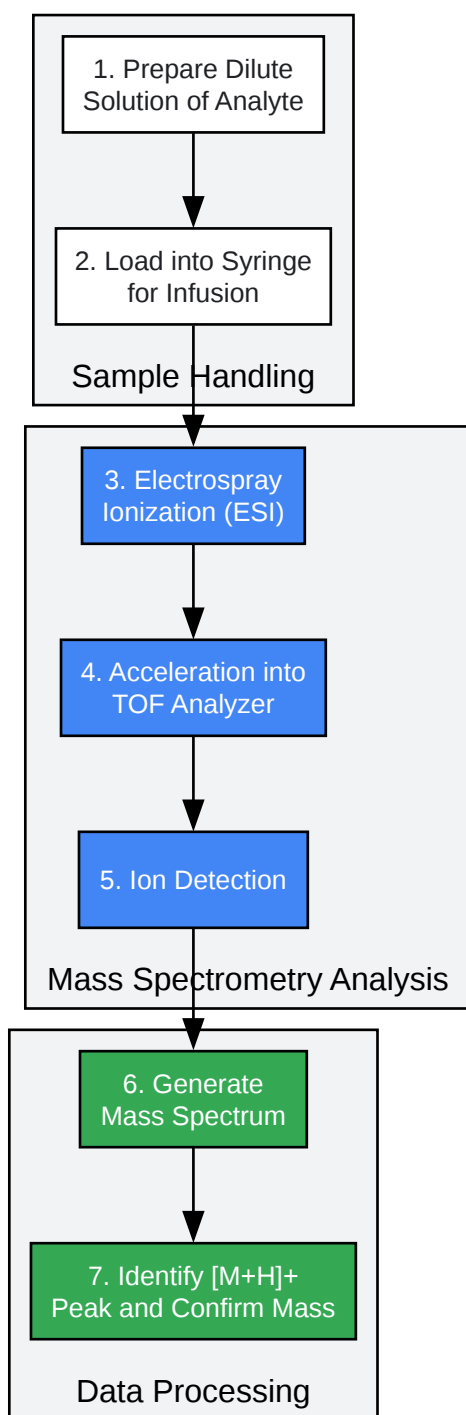 1. Prepare Dilute
Solution of Analyte
2. Load into Syringe
for Infusion
Sample Handling
3. Electrospray
Ionization (ESI)
4. Acceleration into
TOF Analyzer
5. Ion Detection
Mass Spectrometry Analysis
6. Generate
Mass Spectrum
7. Identify [M+H]+
Peak and Confirm Mass
Data Processing